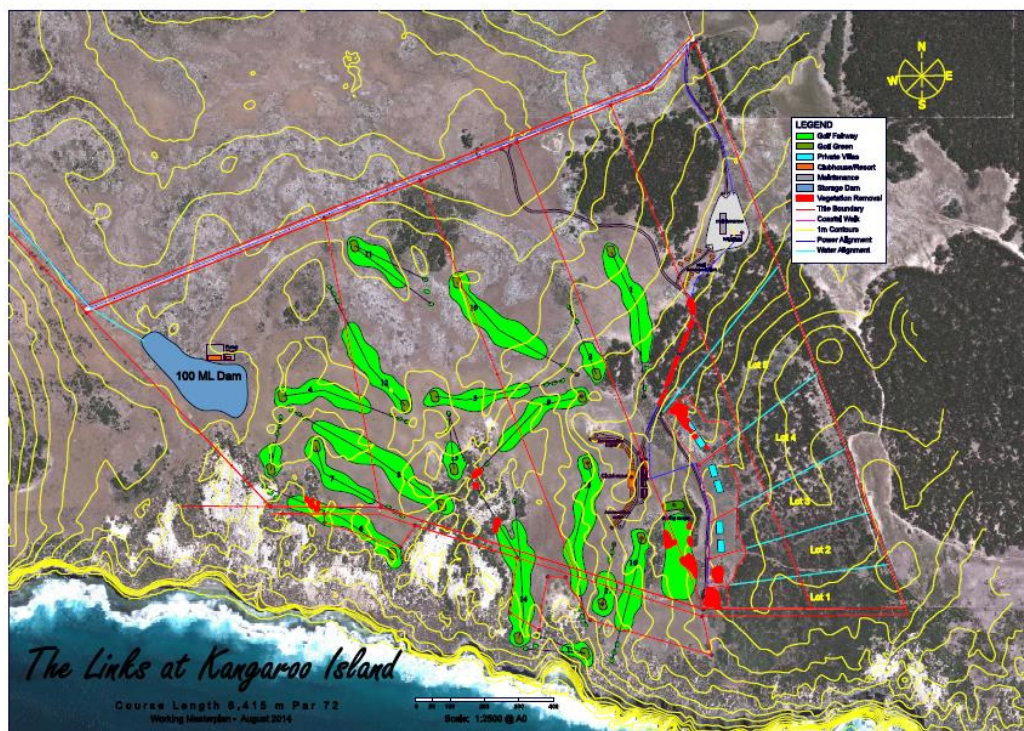 N
W E
S
LEGEND
Golf Fairway
Golf Green
Private Villas
Clubhouse/Resort
Maintenance
Storage Dam
Vegetation Removal
Title Boundary
Coastal Walk
1m Contours
Power Alignment
Water Alignment
100 ML Dam
Lot 5
Lot 4
Lot 3
Lot 2
Lot 1
The Links at Kangaroo Island
Course Length 6,415 m Par 72
Working Masterplan - August 2014
Scale: 1:2500 @ A0